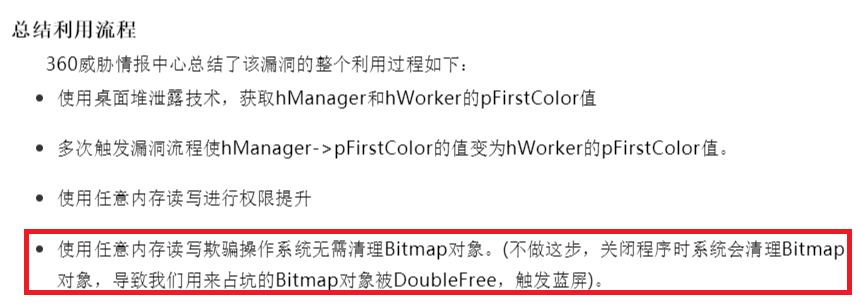 总结利用流程
360威胁情报中心总结了该漏洞的整个利用过程如下：
• 使用桌面堆泄露技术，获取hManager和hWorker的pFirstColor值
• 多次触发漏洞流程使hManager->pFirstColor的值变为hWorker的pFirstColor值。
• 使用任意内存读写进行权限提升
• 使用任意内存读写欺骗操作系统无需清理Bitmap对象。(不做这步，关闭程序时系统会清理Bitmap
对象，导致我们用来占坑的Bitmap对象被DoubleFree，触发蓝屏)。